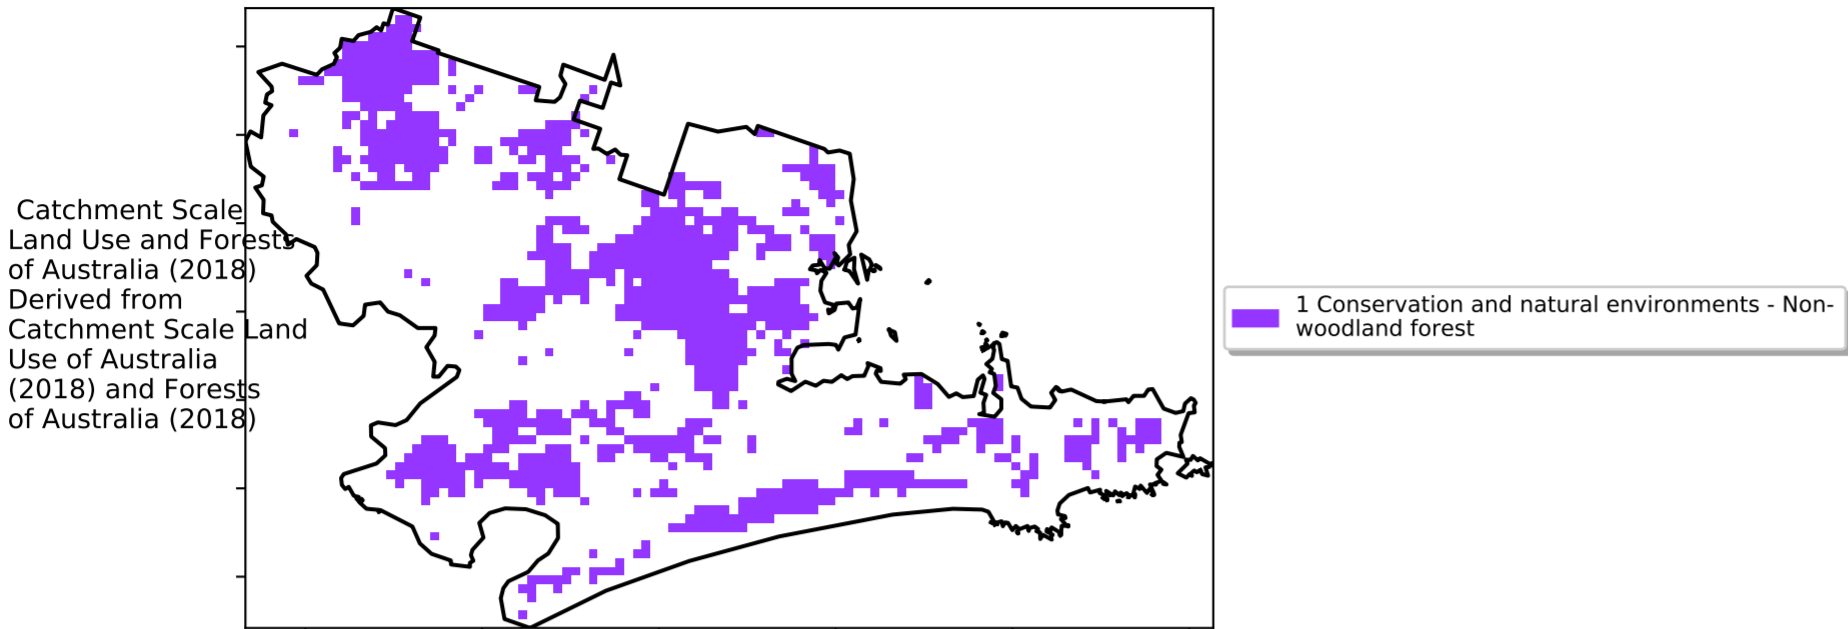 Catchment Scale
Land Use and Forests
of Australia (2018)
Derived from
Catchment Scale Land
Use of Australia
(2018) and Forests
of Australia (2018)
1 Conservation and natural environments - Non-
woodland forest